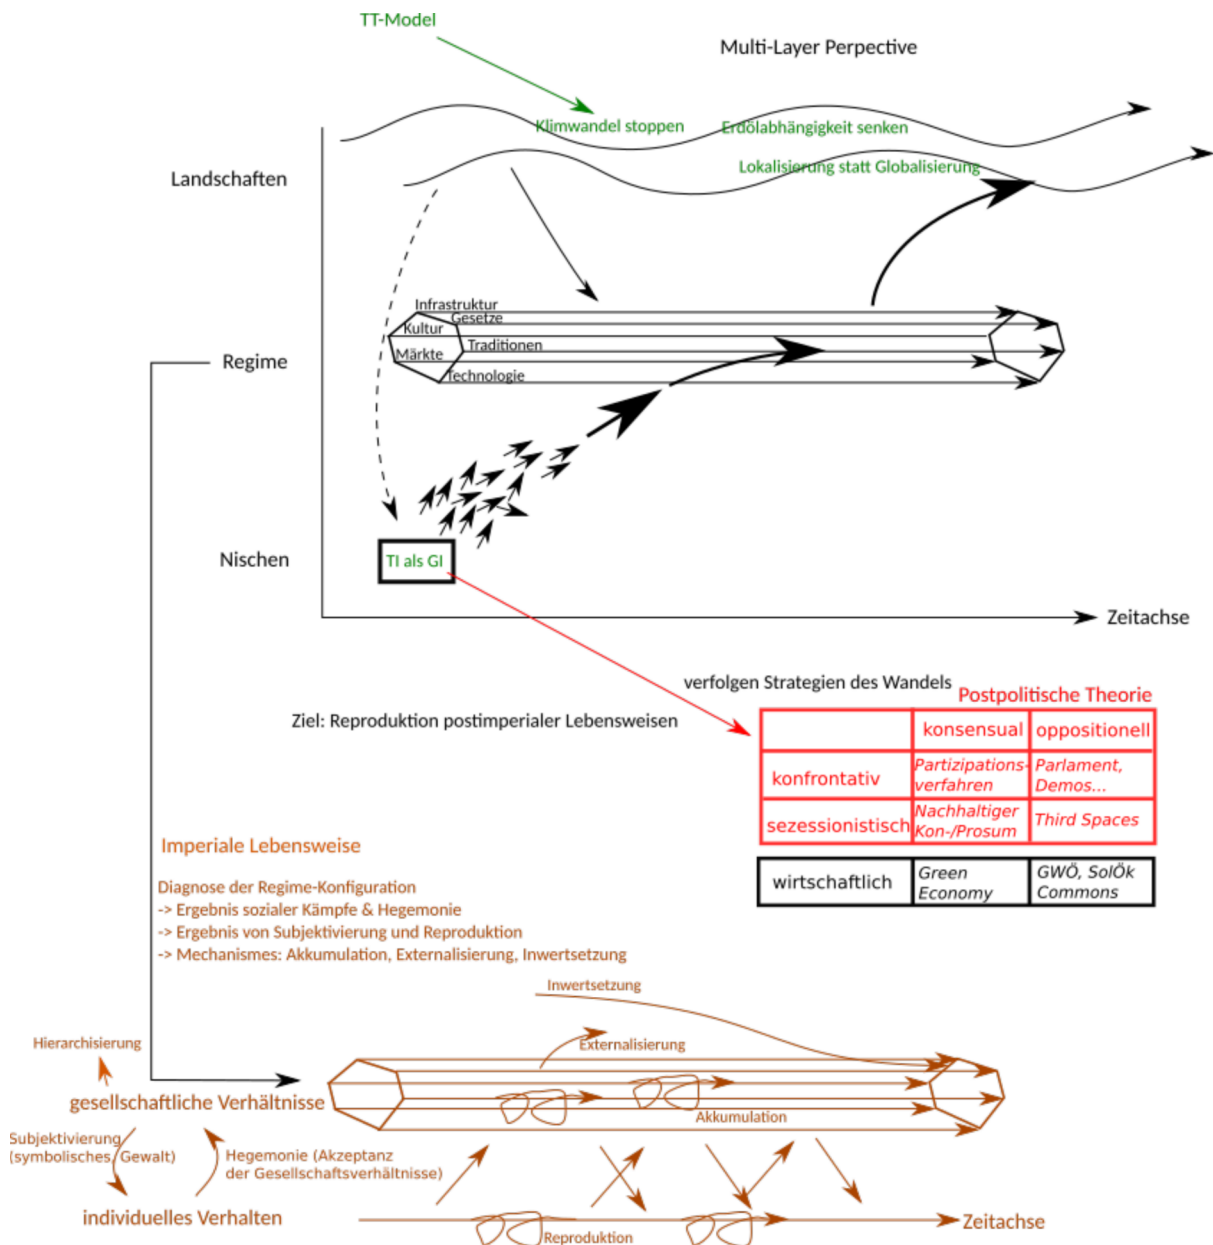 TT-Model
Multi-Layer Perpective
Klimwandel stoppen
Erdölabhängigkeit senken
Lokalisierung statt Globalisierung
Landschaften
Infrastruktur
Gesetze
Kultur
Traditionen
Märkte
Technologie
Regime
Nischen
TI als GI
Zeitachse
verfolgen Strategien des Wandels
Postpolitische Theorie
Ziel: Reproduktion postimperialer Lebensweisen
konsensual
oppositionell
konfrontativ
Partizipations-
verfahren
Parlament,
Demos...
sezessionistisch
Nachhaltiger
Kon-/Prosum
Third Spaces
wirtschaftlich
Green
Economy
GWÖ, SolÖk
Commons
Imperiale Lebensweise
Diagnose der Regime-Konfiguration
-> Ergebnis sozialer Kämpfe & Hegemonie
-> Ergebnis von Subjektivierung und Reproduktion
-> Mechanismes: Akkumulation, Externalisierung, Inwertsetzung
Inwertsetzung
Hierarchisierung
Externalisierung
gesellschaftliche Verhältnisse
Akkumulation
Subjektivierung
(symbolisches Gewalt)
Hegemonie (Akzeptanz
der Gesellschaftsverhältnisse)
individuelles Verhalten
Reproduktion
Zeitachse